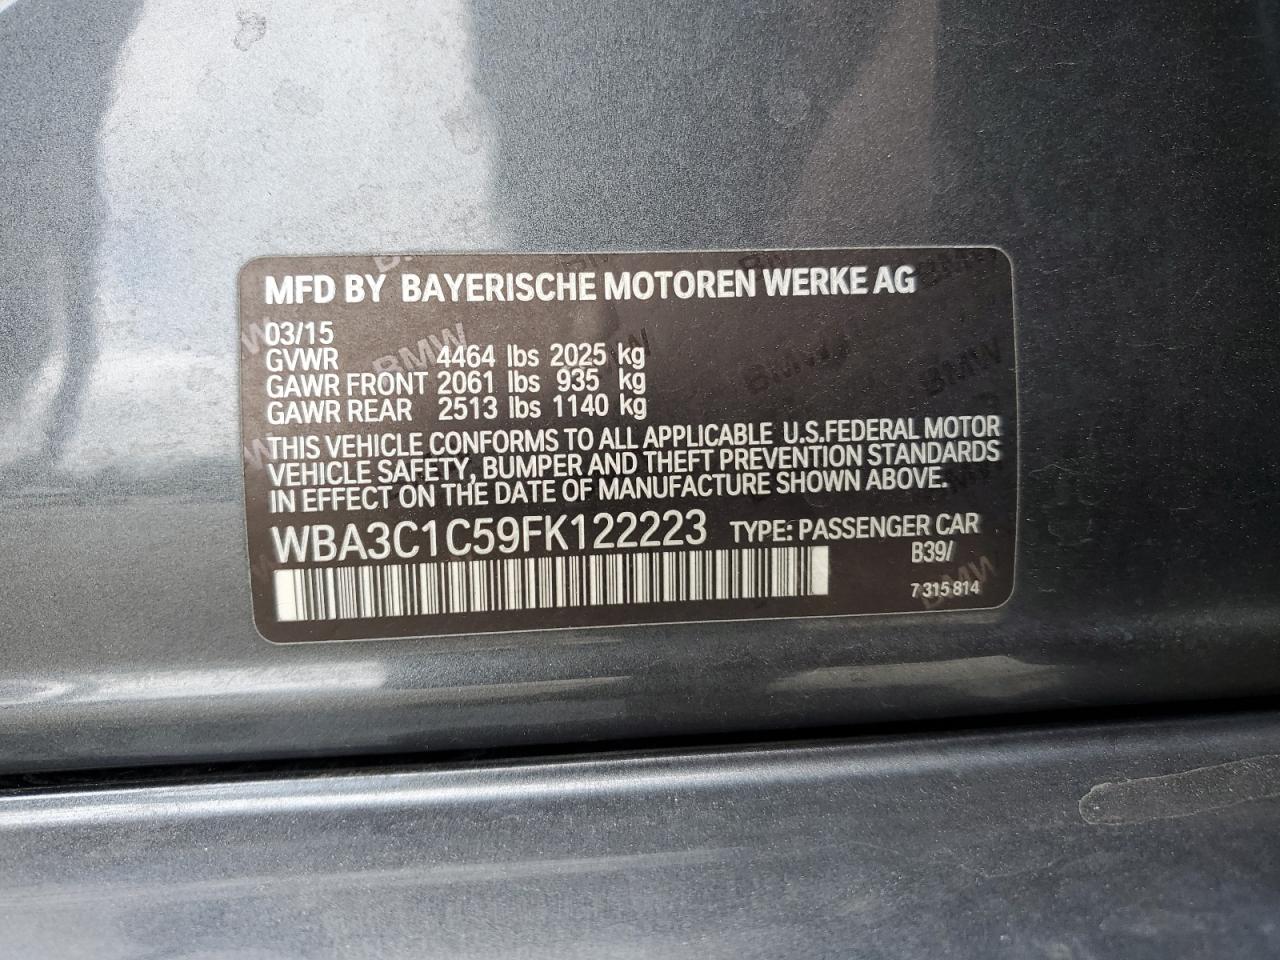 MFD BY BAYERISCHE MOTOREN WERKE AG
03/15
GVWR 4464 lbs 2025 kg
GAWR FRONT 2061 lbs 935 kg
GAWR REAR 2513 lbs 1140 kg
THIS VEHICLE CONFORMS TO ALL APPLICABLE U.S.FEDERAL MOTOR
VEHICLE SAFETY, BUMPER AND THEFT PREVENTION STANDARDS
IN EFFECT ON THE DATE OF MANUFACTURE SHOWN ABOVE.
WBA3C1C59FK122223 TYPE: PASSENGER CAR
B39/
7 315 814